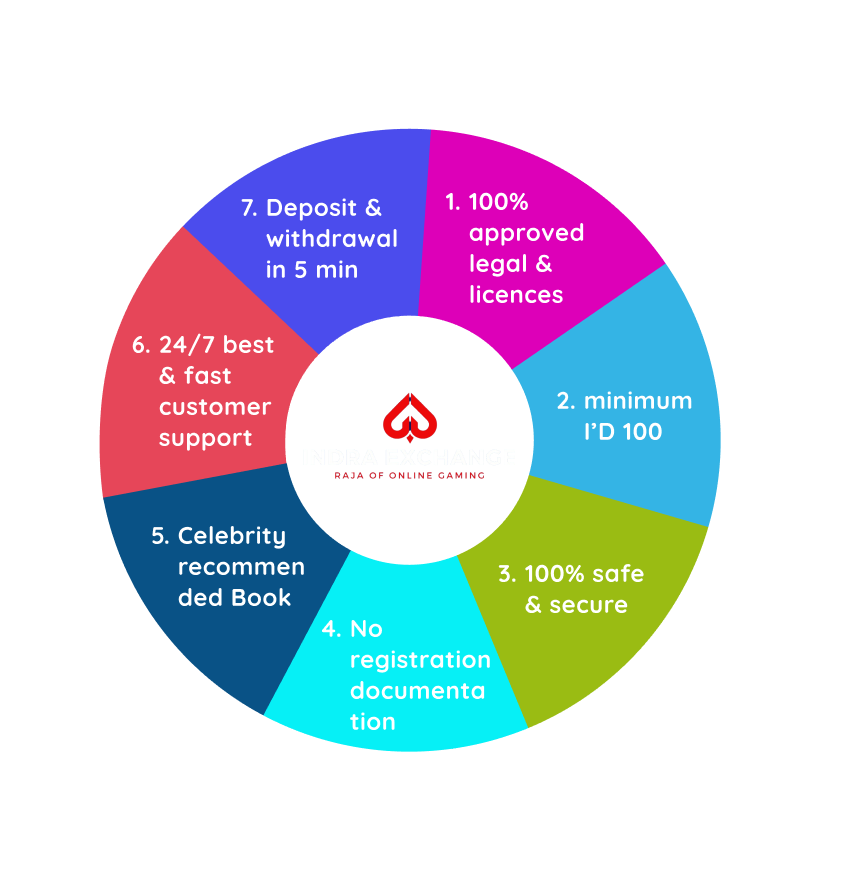 1. 100%
approved
legal &
licences
2. minimum
I’D 100
3. 100% safe
& secure
4. No
registration
documenta
tion
5. Celebrity
recommen
ded Book
6. 24/7 best
& fast
customer
support
7. Deposit &
withdrawal
in 5 min
RAJA OF ONLINE GAMING